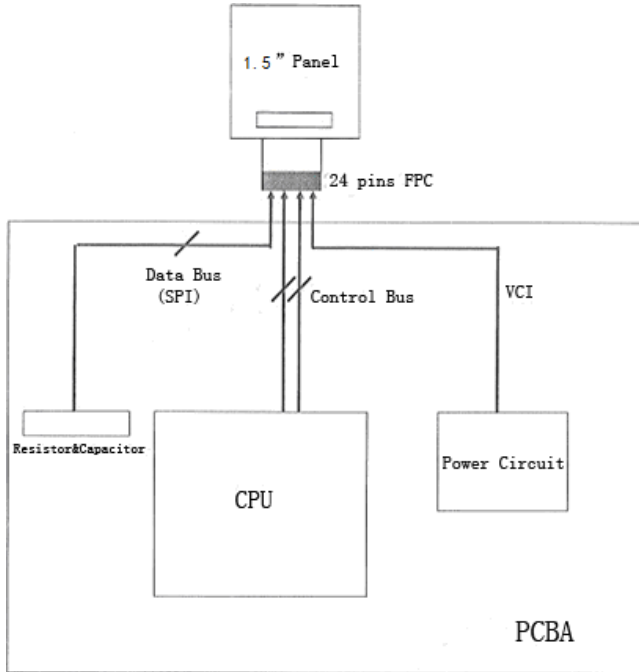 1.5” Panel
24 pins FPC
Data Bus
(SPI)
Control Bus
VCI
Resistor&Capacitor
CPU
Power Circuit
PCBA